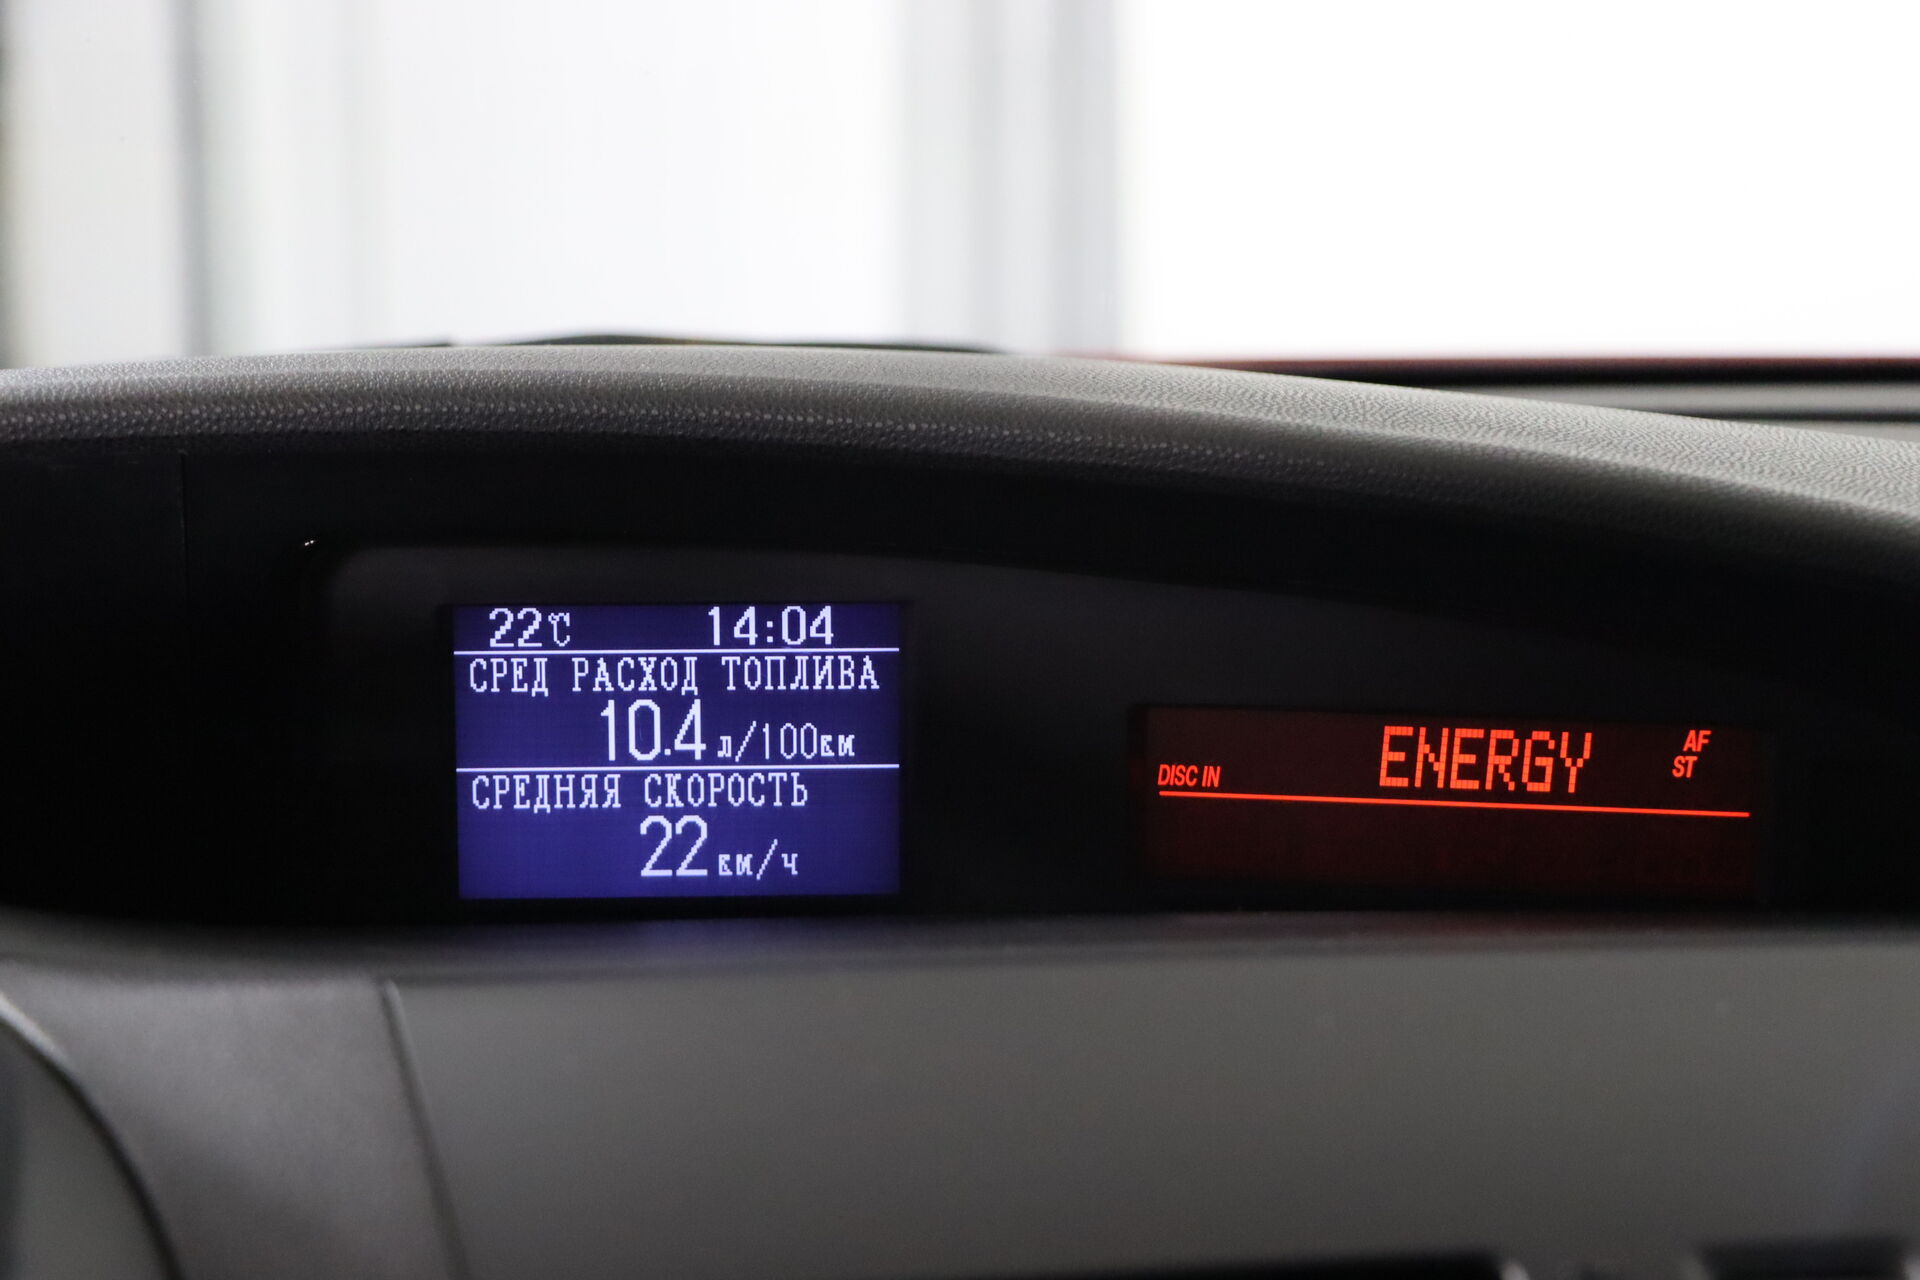 22℃ 14:04
СРЕД РАСХОД ТОПЛИВА
10.4 л/100км
СРЕДНЯЯ СКОРОСТЬ
22 км/ч
ENERGY AF
DISC IN ST